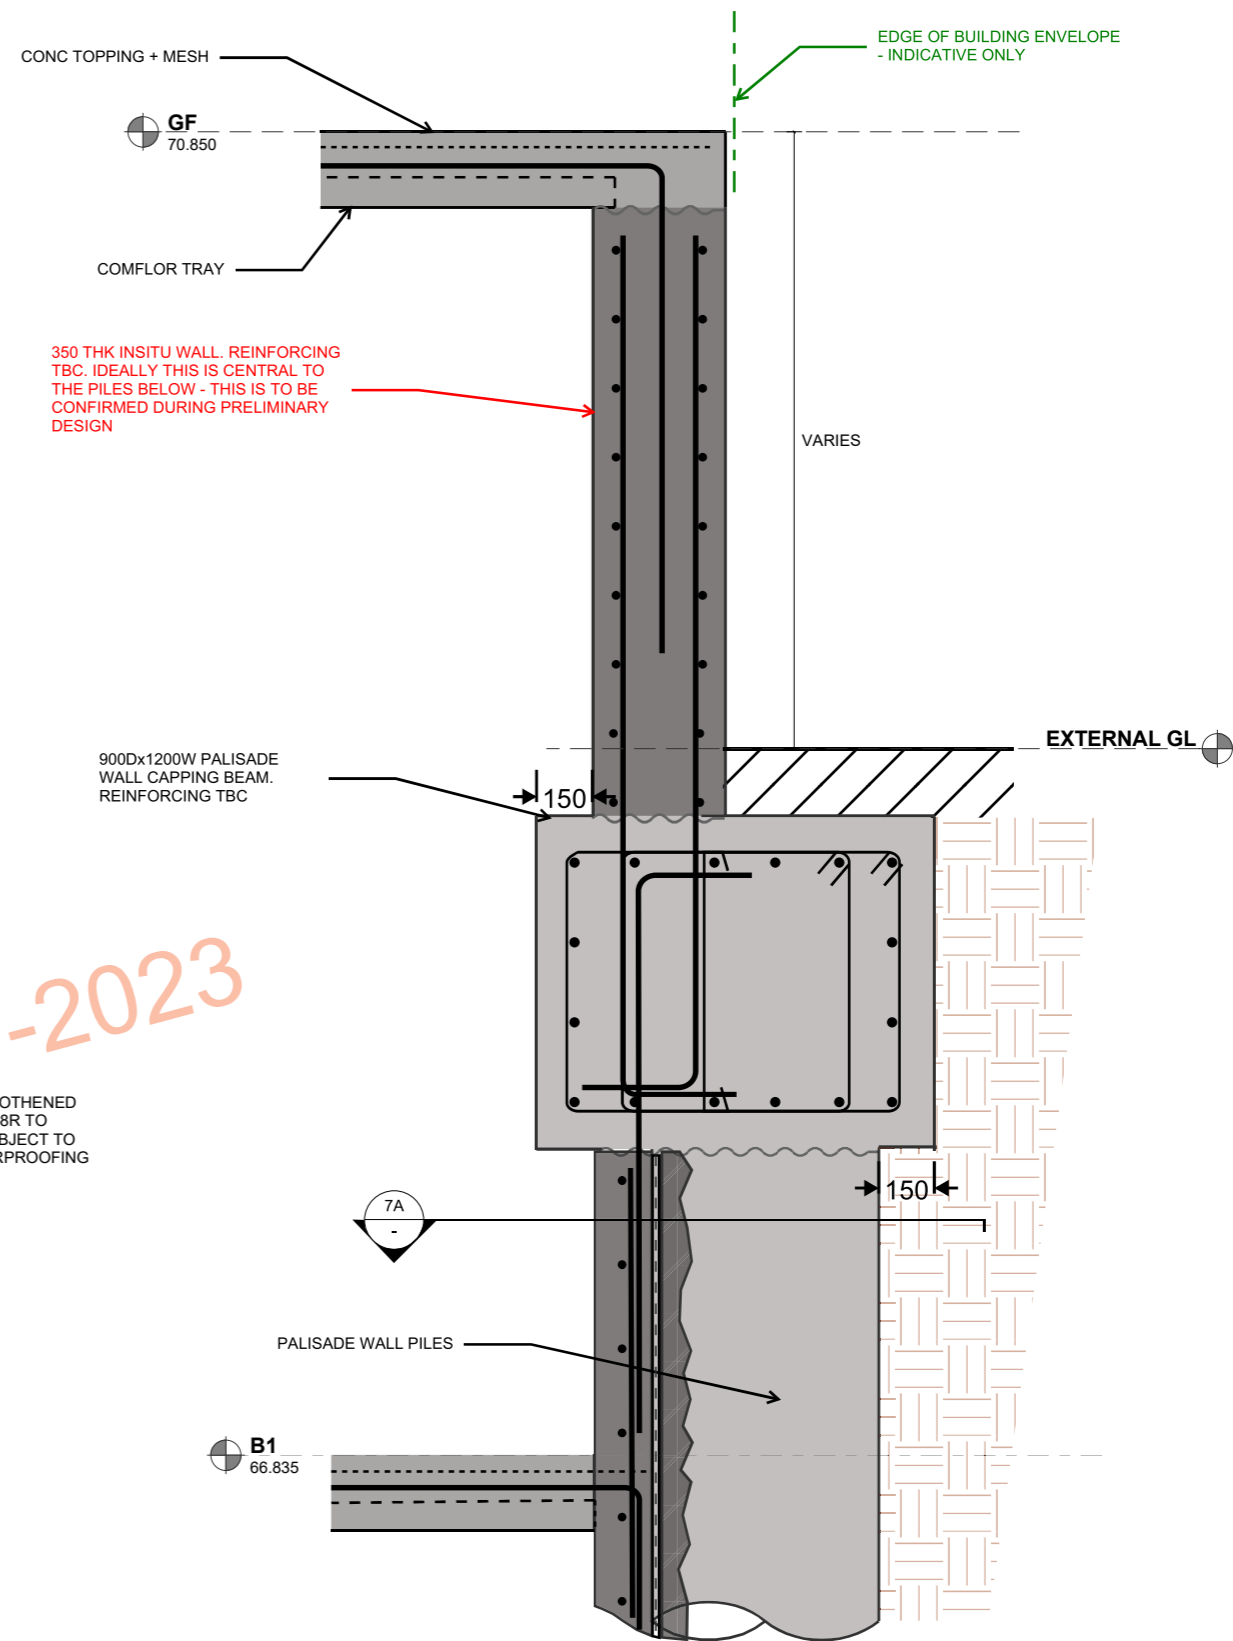 CONC TOPPING + MESH
EDGE OF BUILDING ENVELOPE
- INDICATIVE ONLY
GF
70.850
COMFLOR TRAY
350 THK INSITU WALL. REINFORCING
TBC. IDEALLY THIS IS CENTRAL TO
THE PILES BELOW - THIS IS TO BE
CONFIRMED DURING PRELIMINARY
DESIGN
VARIES
EXTERNAL GL
900Dx1200W PALISADE
WALL CAPPING BEAM.
REINFORCING TBC
150
-2023
OTHENED
8R TO
BJECT TO
RPROOFING
150
7A
-
PALISADE WALL PILES
B1
66.835